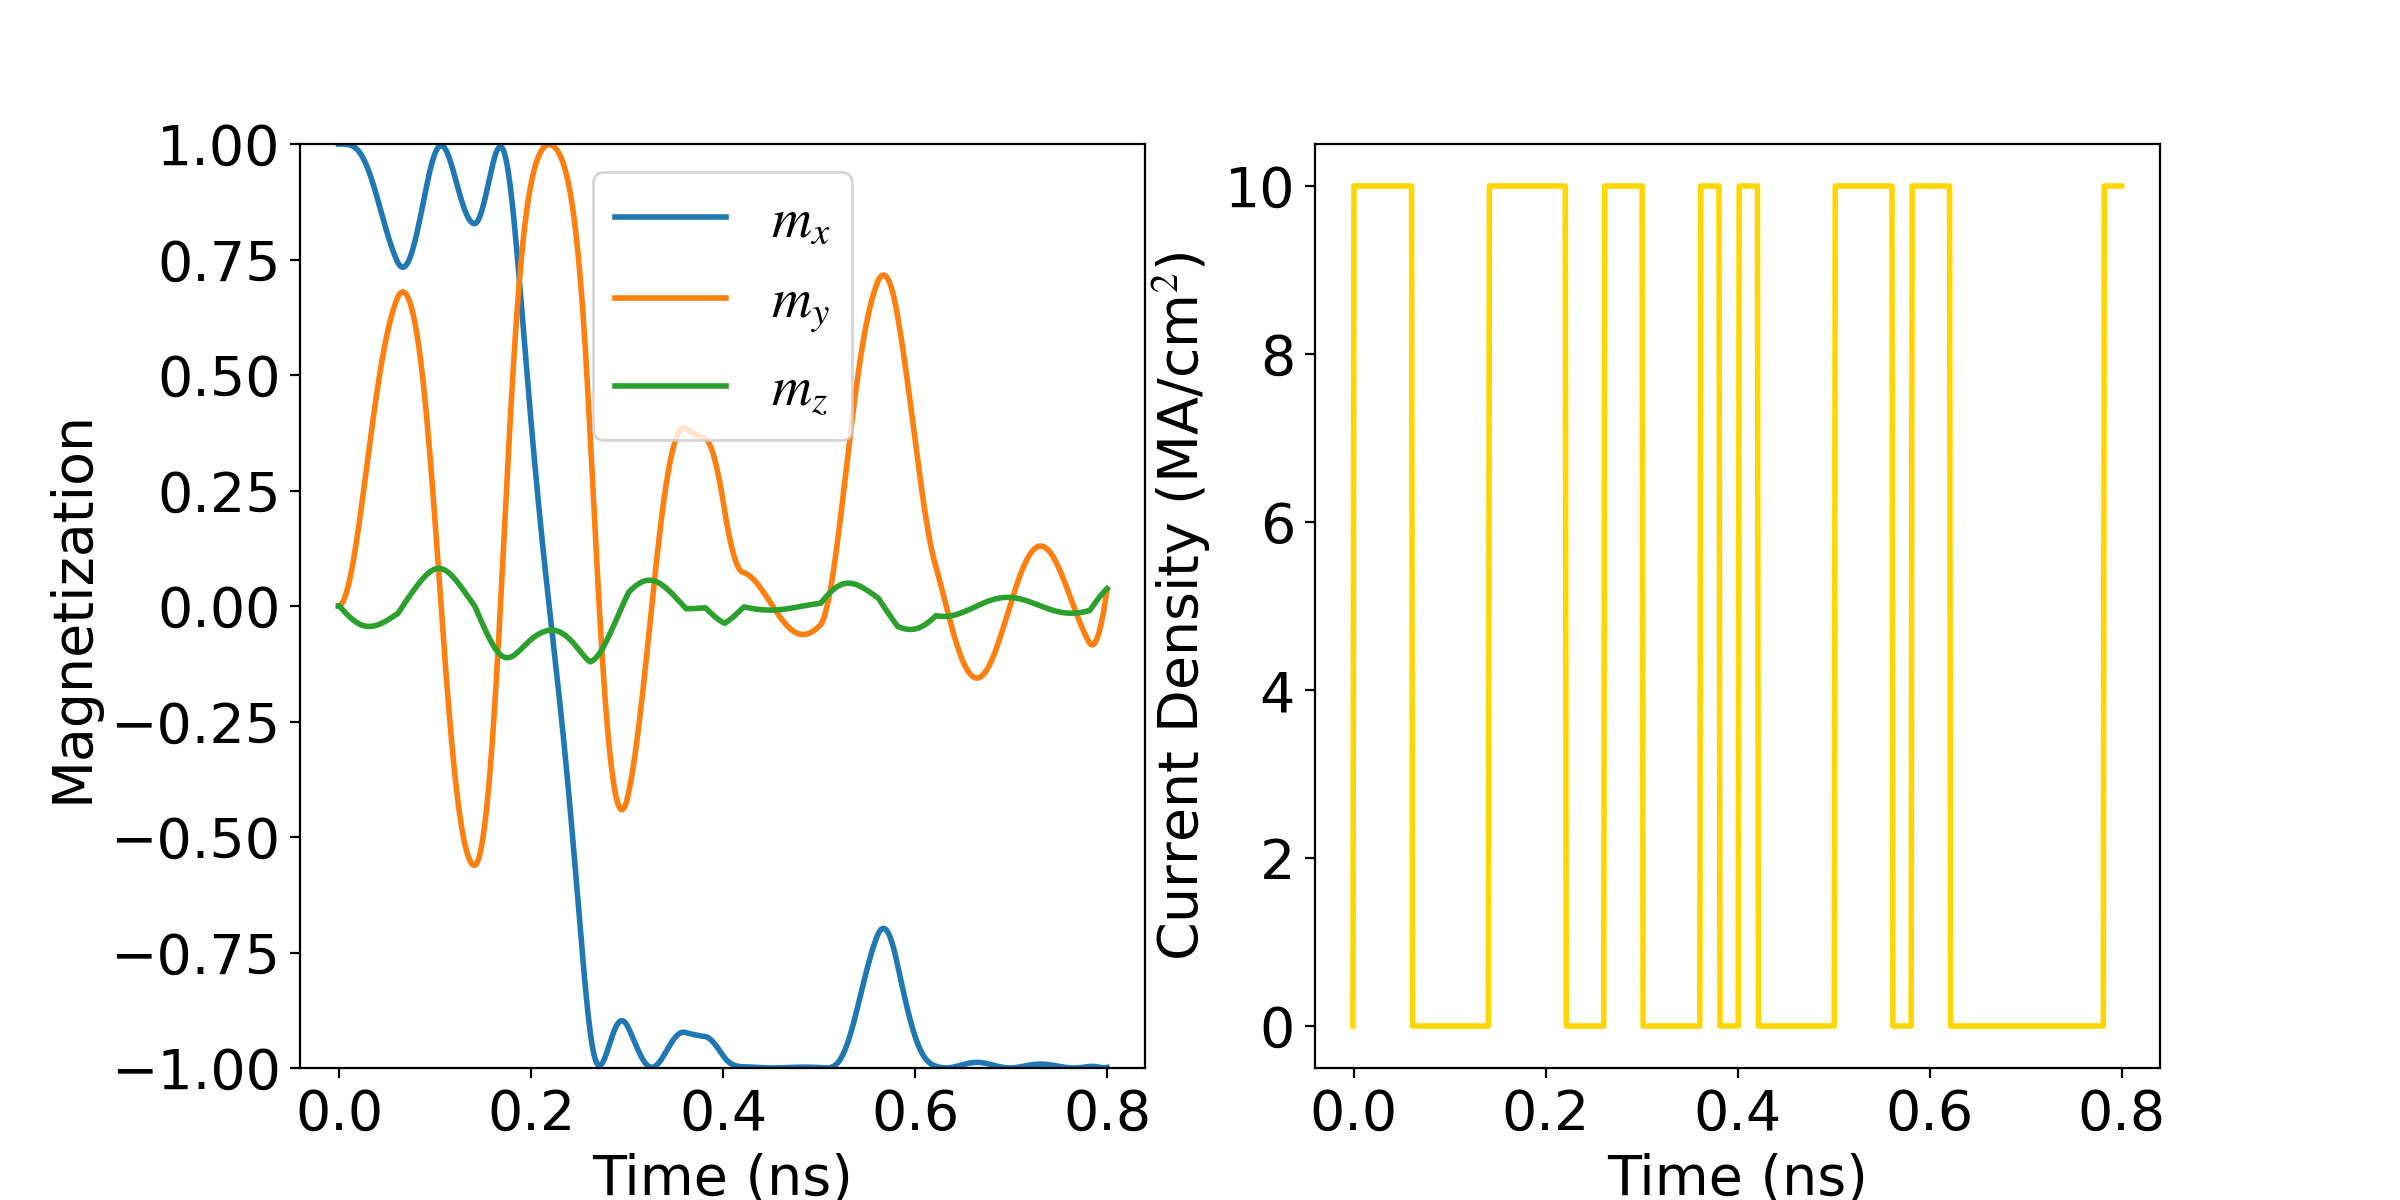 Magnetization
1.00
0.75
0.50
0.25
0.00
−0.25
−0.50
−0.75
−1.00
0.0 0.2 0.4 0.6 0.8
Time (ns)
m_x
m_y
m_z
Current Density (MA/cm²)
10
8
6
4
2
0
0.0 0.2 0.4 0.6 0.8
Time (ns)